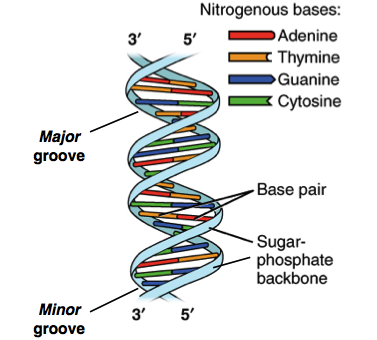 Nitrogenous bases:
3′ 5′
Adenine
Thymine
Guanine
Cytosine
Major
groove
Base pair
Sugar-
phosphate
backbone
Minor
groove
3′ 5′